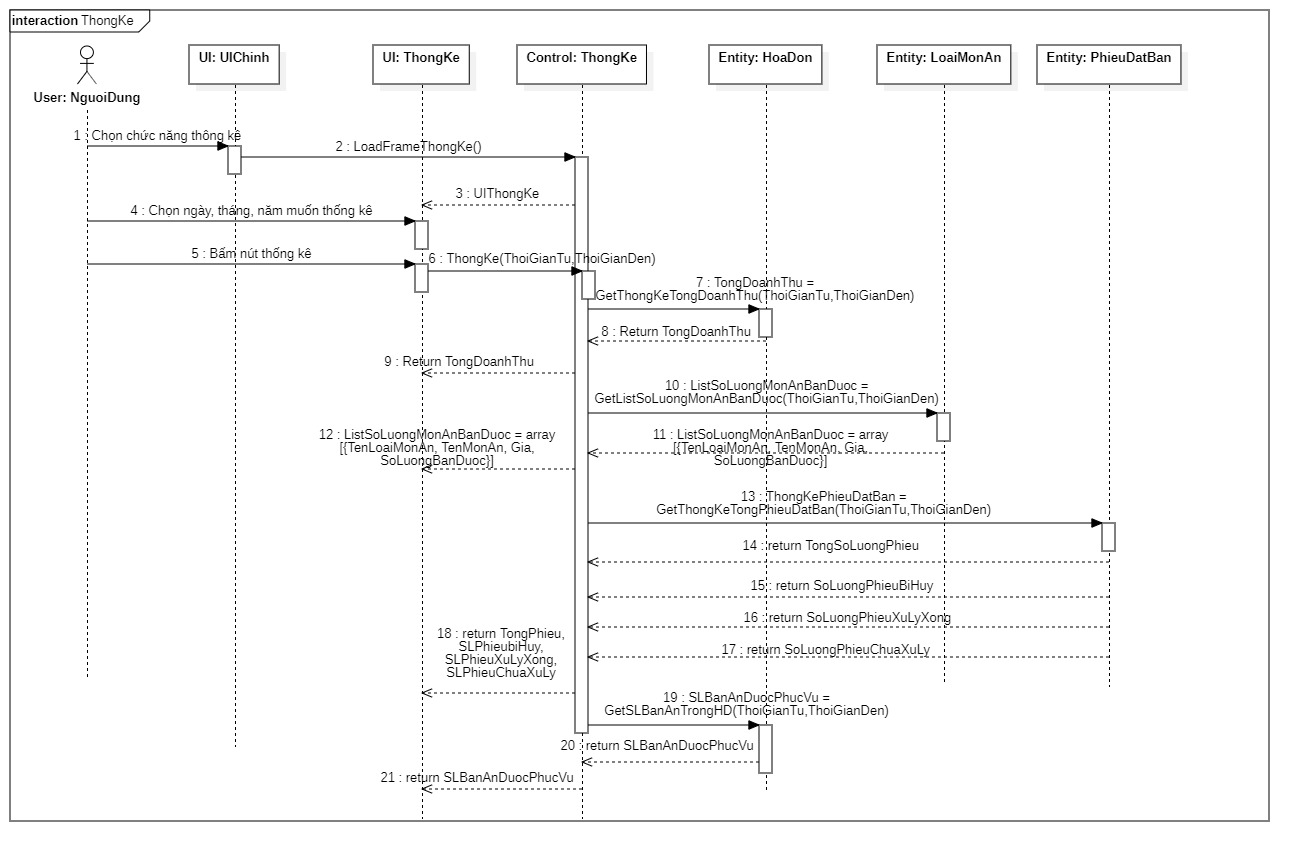 interaction ThongKe
User: NguoiDung
UI: UIChinh
UI: ThongKe
Control: ThongKe
Entity: HoaDon
Entity: LoaiMonAn
Entity: PhieuDatBan
1 : Chọn chức năng thông kê
2 : LoadFrameThongKe()
3 : UIThongKe
4 : Chọn ngày, tháng, năm muốn thống kê
5 : Bấm nút thống kê
6 : ThongKe(ThoiGianTu,ThoiGianDen)
7 : TongDoanhThu =
GetThongKeTongDoanhThu(ThoiGianTu,ThoiGianDen)
8 : Return TongDoanhThu
9 : Return TongDoanhThu
10 : ListSoLuongMonAnBanDuoc =
GetListSoLuongMonAnBanDuoc(ThoiGianTu,ThoiGianDen)
11 : ListSoLuongMonAnBanDuoc = array
[{TenLoaiMonAn, TenMonAn, Gia,
SoLuongBanDuoc}]
12 : ListSoLuongMonAnBanDuoc = array
[{TenLoaiMonAn, TenMonAn, Gia,
SoLuongBanDuoc}]
13 : ThongKePhieuDatBan =
GetThongKeTongPhieuDatBan(ThoiGianTu,ThoiGianDen)
14 : return TongSoLuongPhieu
15 : return SoLuongPhieuBiHuy
16 : return SoLuongPhieuXuLyXong
17 : return SoLuongPhieuChuaXuLy
18 : return TongPhieu,
SLPhieubiHuy,
SLPhieuXuLyXong,
SLPhieuChuaXuLy
19 : SLBanAnDuocPhucVu =
GetSLBanAnTrongHD(ThoiGianTu,ThoiGianDen)
20 : return SLBanAnDuocPhucVu
21 : return SLBanAnDuocPhucVu